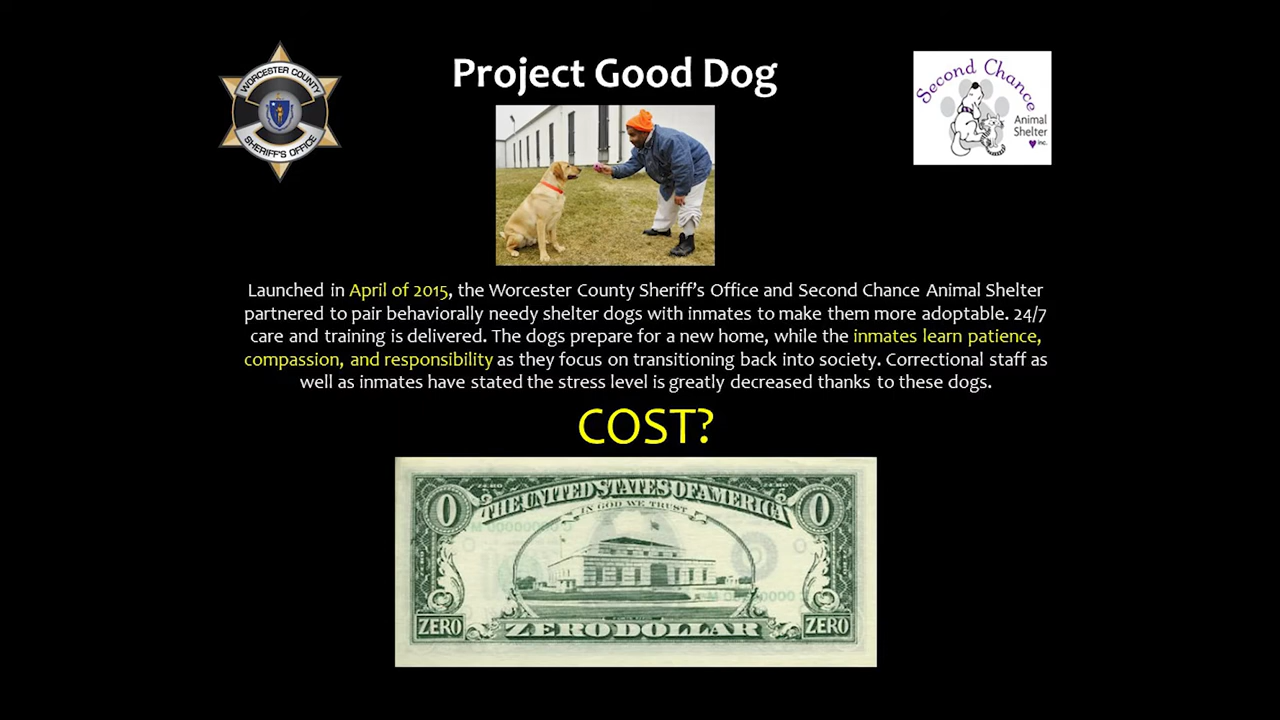 Project Good Dog
WORCESTER COUNTY
SHERIFF'S OFFICE
Second Chance
Animal
Shelter
inc.
Launched in April of 2015, the Worcester County Sheriff's Office and Second Chance Animal Shelter
partnered to pair behaviorally needy shelter dogs with inmates to make them more adoptable. 24/7
care and training is delivered. The dogs prepare for a new home, while the inmates learn patience,
compassion, and responsibility as they focus on transitioning back into society. Correctional staff as
well as inmates have stated the stress level is greatly decreased thanks to these dogs.
COST?
ZERO ZERO
0 THE UNITED STATES OF AMERICA 0
IN GOD WE TRUST
ZERO ZERO DOLLAR ZERO